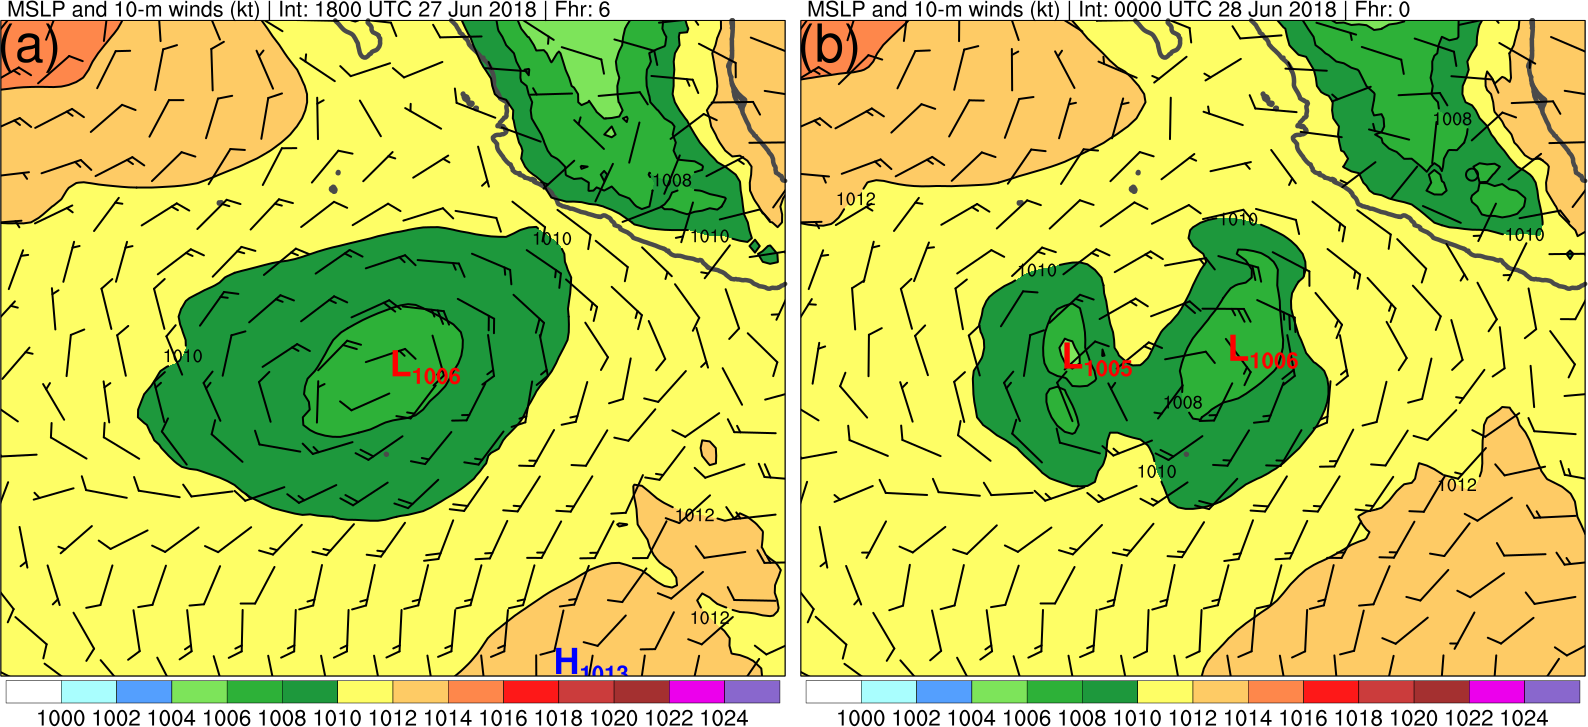 MSLP and 10-m winds (kt) | Int: 1800 UTC 27 Jun 2018 | Fhr: 6
(a)
1008
1010
1010
1010
L1006
1012
1012
H1013
1000 1002 1004 1006 1008 1010 1012 1014 1016 1018 1020 1022 1024
MSLP and 10-m winds (kt) | Int: 0000 UTC 28 Jun 2018 | Fhr: 0
(b)
1008
1012
1010
1010
1010
L1005
L1006
1008
1010
1012
1000 1002 1004 1006 1008 1010 1012 1014 1016 1018 1020 1022 1024